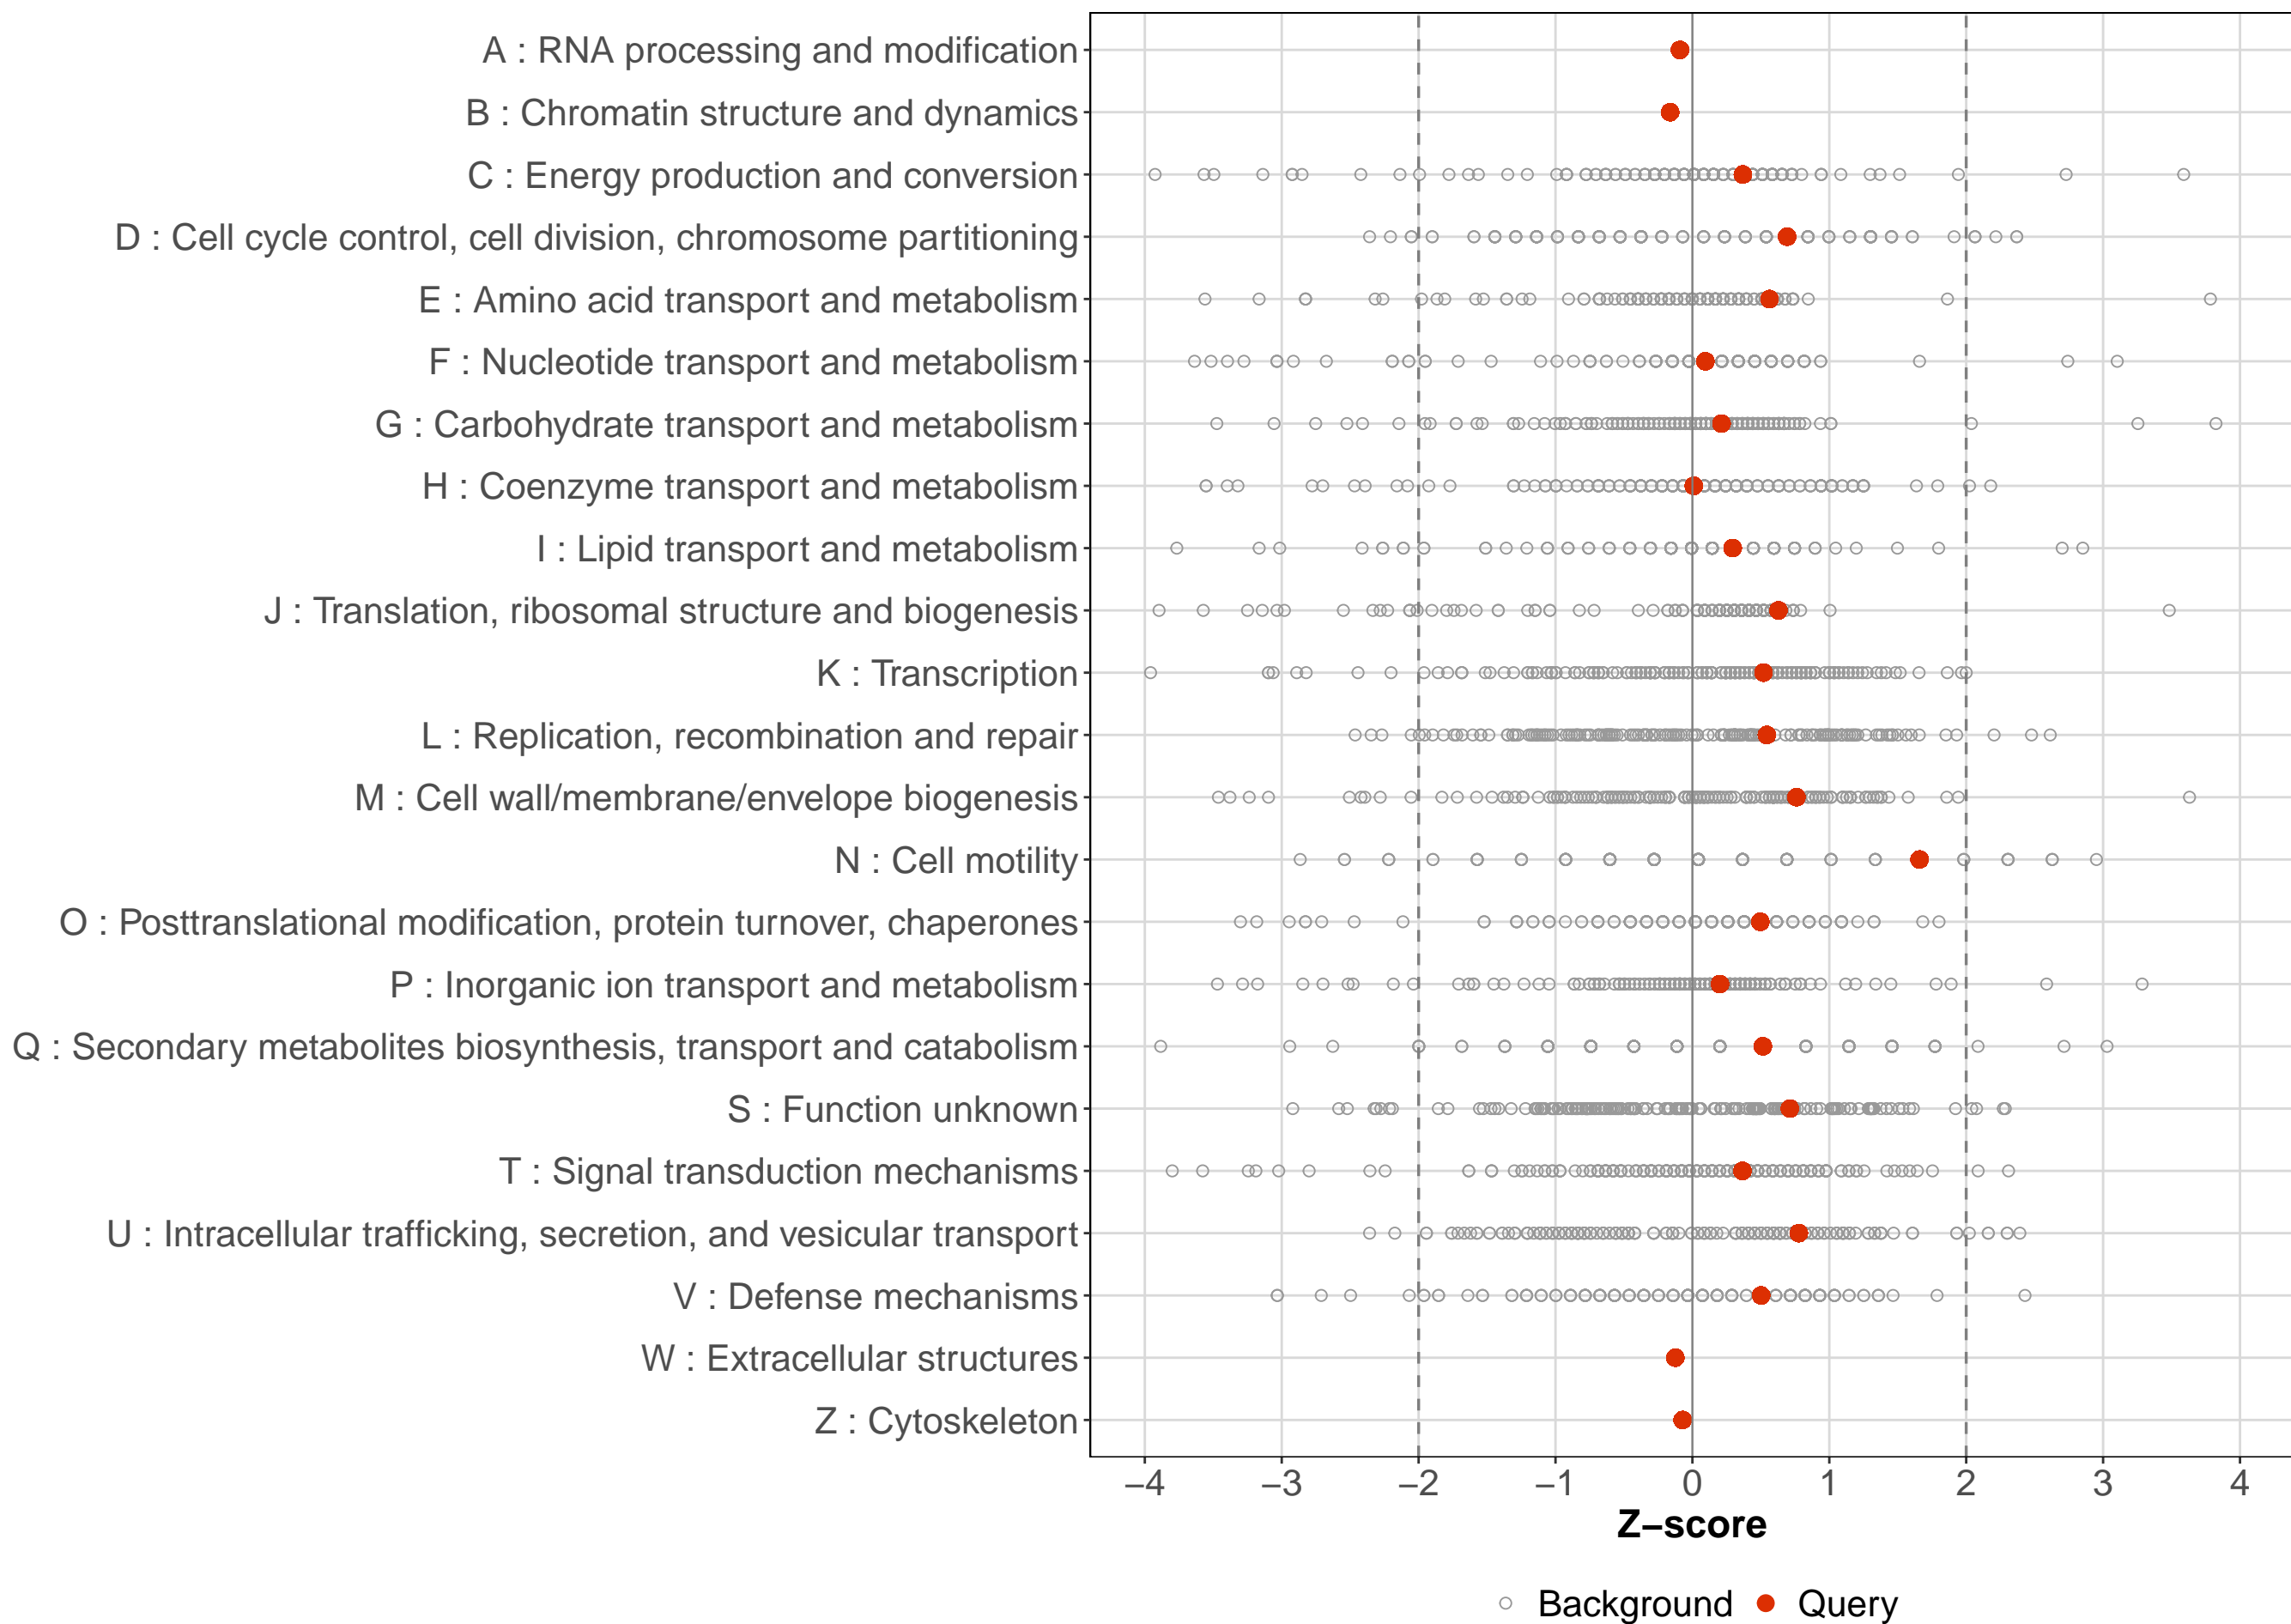 A : RNA processing and modification
B : Chromatin structure and dynamics
C : Energy production and conversion
D : Cell cycle control, cell division, chromosome partitioning
E : Amino acid transport and metabolism
F : Nucleotide transport and metabolism
G : Carbohydrate transport and metabolism
H : Coenzyme transport and metabolism
I : Lipid transport and metabolism
J : Translation, ribosomal structure and biogenesis
K : Transcription
L : Replication, recombination and repair
M : Cell wall/membrane/envelope biogenesis
N : Cell motility
O : Posttranslational modification, protein turnover, chaperones
P : Inorganic ion transport and metabolism
Q : Secondary metabolites biosynthesis, transport and catabolism
S : Function unknown
T : Signal transduction mechanisms
U : Intracellular trafficking, secretion, and vesicular transport
V : Defense mechanisms
W : Extracellular structures
Z : Cytoskeleton
−4 −3 −2 −1 0 1 2 3 4
Z−score
Background Query